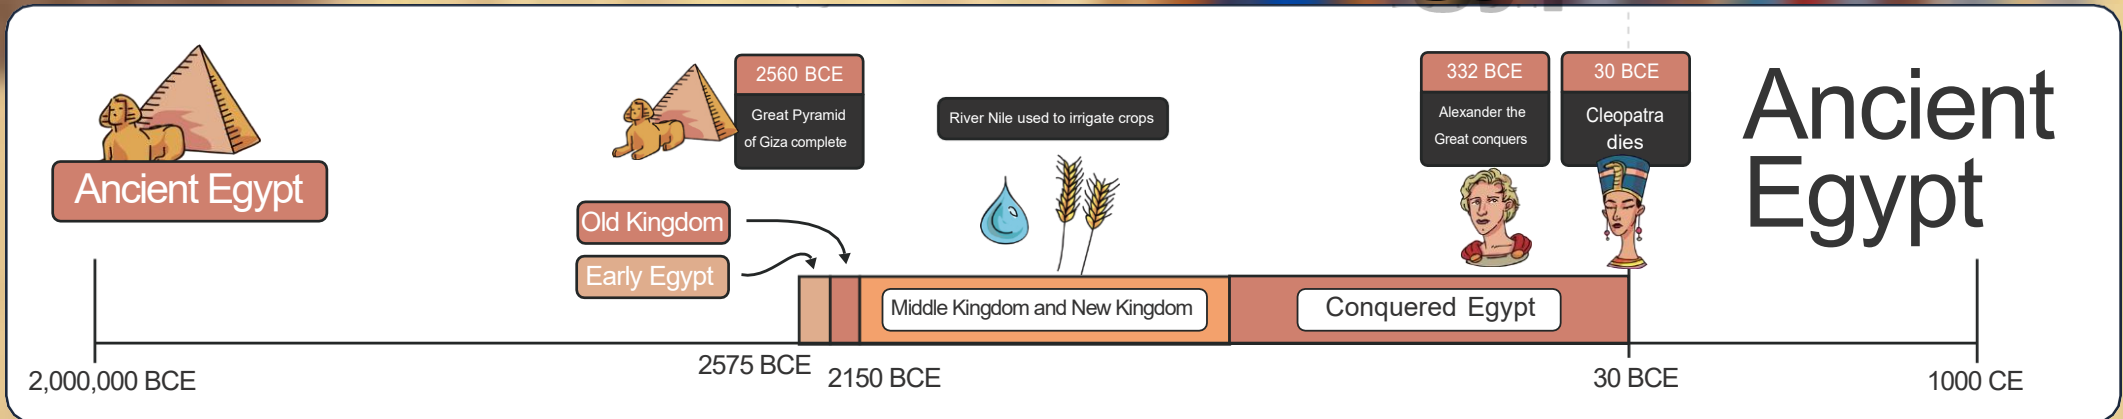 Ancient Egypt
2560 BCE
Great Pyramid
of Giza complete
River Nile used to irrigate crops
332 BCE
Alexander the
Great conquers
30 BCE
Cleopatra
dies
Ancient
Egypt
Old Kingdom
Early Egypt
Middle Kingdom and New Kingdom
Conquered Egypt
2,000,000 BCE
2575 BCE
2150 BCE
30 BCE
1000 CE